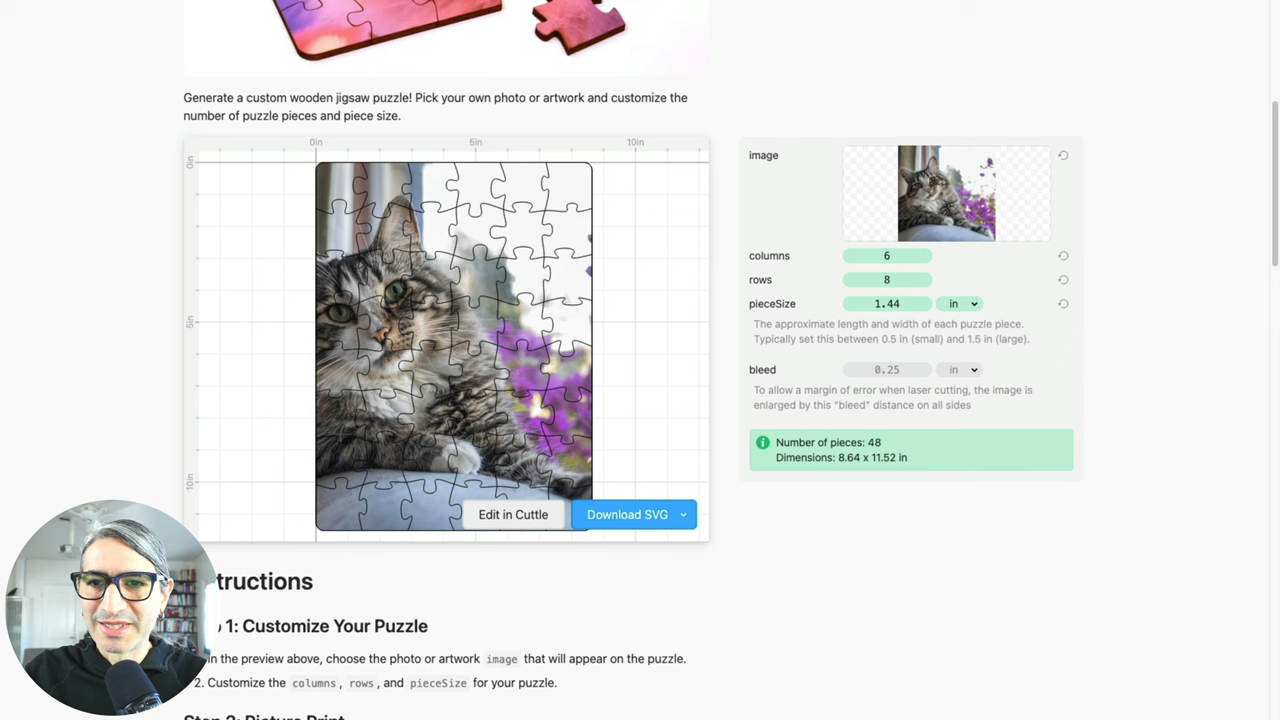 Generate a custom wooden jigsaw puzzle! Pick your own photo or artwork and customize the
number of puzzle pieces and piece size.
0in
5in
10in
0in
5in
10in
Edit in Cuttle
Download SVG
image
columns
6
rows
8
pieceSize
1.44
in
The approximate length and width of each puzzle piece.
Typically set this between 0.5 in (small) and 1.5 in (large).
bleed
0.25
in
To allow a margin of error when laser cutting, the image is
enlarged by this "bleed" distance on all sides
Number of pieces: 48
Dimensions: 8.64 x 11.52 in
tructions
1: Customize Your Puzzle
In the preview above, choose the photo or artwork image that will appear on the puzzle.
2. Customize the columns, rows, and pieceSize for your puzzle.